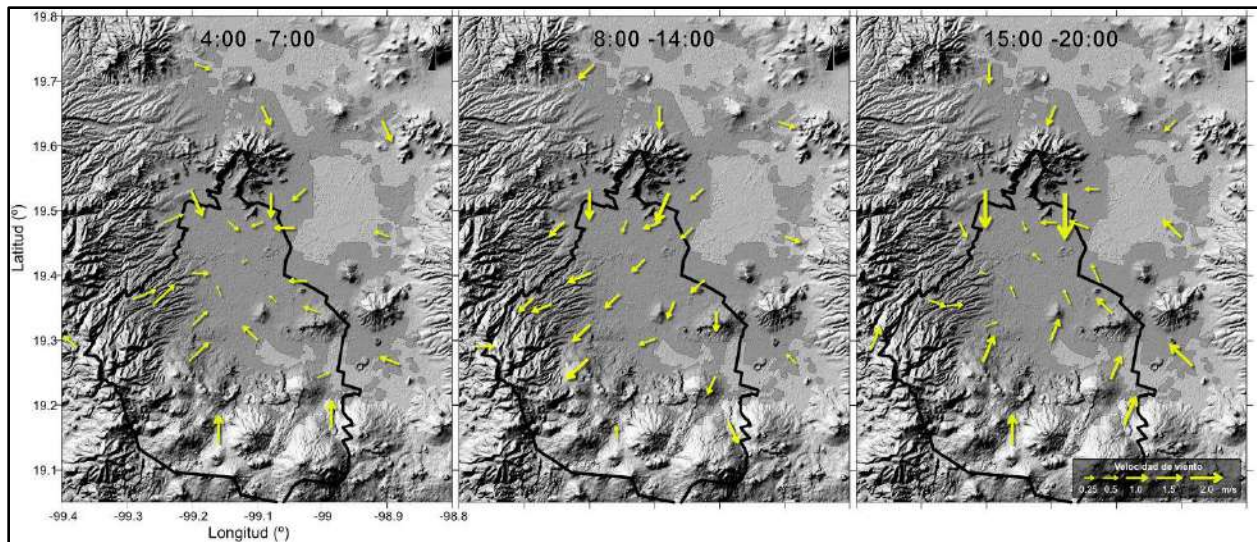 4:00 - 7:00
8:00 -14:00
15:00 -20:00
N
N
N
19.8
19.7
19.6
19.5
19.4
19.3
19.2
19.1
Latitud (º)
-99.4 -99.3 -99.2 -99.1 -99 -98.9 -98.8
Longitud (º)
Velocidad de viento
0.25 0.5 1.0 1.5 2.0 m/s